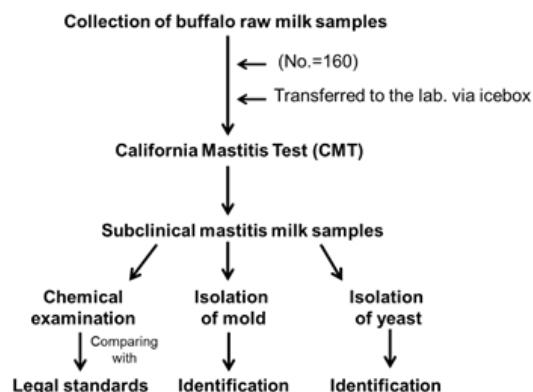 Collection of buffalo raw milk samples
(No.=160)
Transferred to the lab. via icebox
California Mastitis Test (CMT)
Subclinical mastitis milk samples
Chemical
examination
Isolation
of mold
Isolation
of yeast
Comparing
with
Legal standards
Identification
Identification